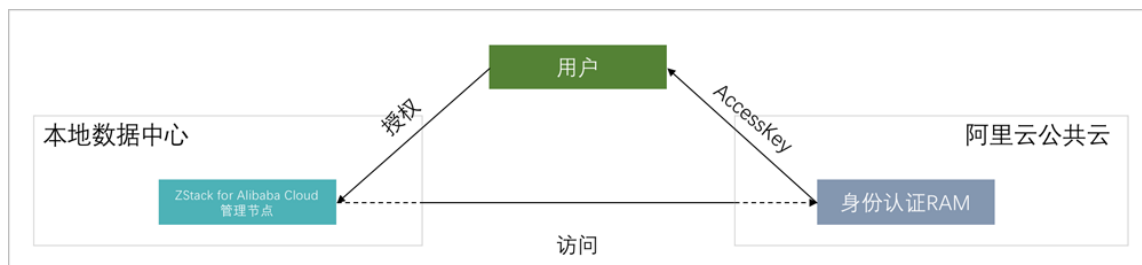 用户
授权
AccessKey
本地数据中心
阿里云公共云
ZStack for Alibaba Cloud
管理节点
身份认证RAM
访问